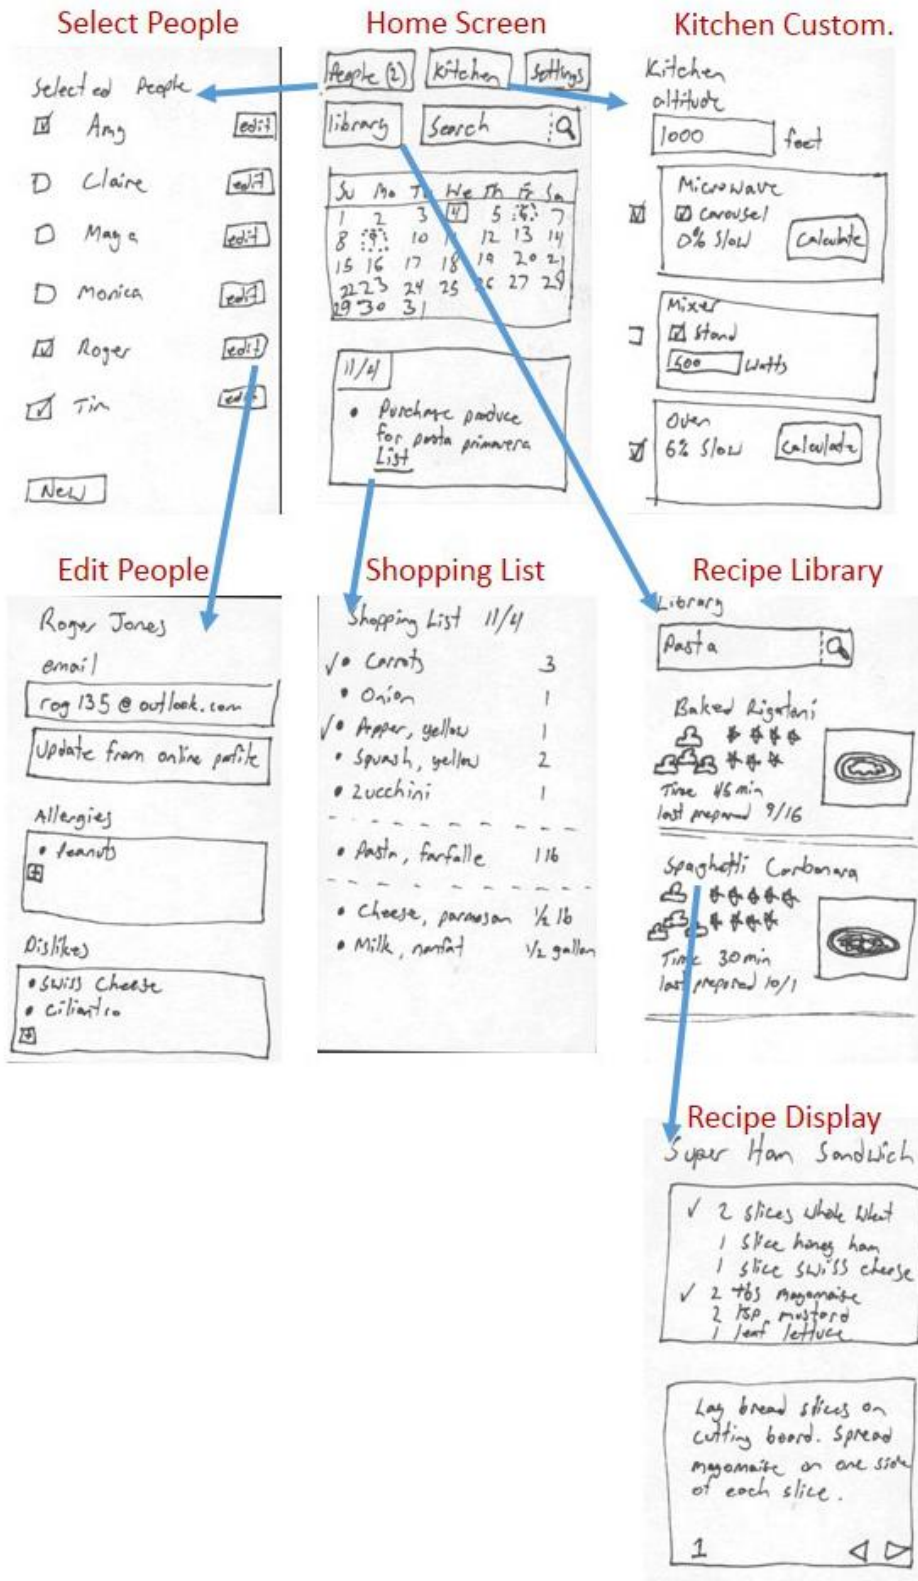 Select People
Selected People
Amy edit
Claire edit
Maya edit
Monica edit
Roger edit
Tim edit
New
Home Screen
People (2) Kitchen Settings
library Search
Su Mo Tu We Th Fr Sa
1 2 3 4 5 6 7
8 9 10 11 12 13 14
15 16 17 18 19 20 21
22 23 24 25 26 27 28
29 30 31
11/4
• Purchase produce
for pasta primavera
List
Kitchen Custom.
Kitchen
altitude
1000 feet
Microwave
Carousel
0% Slow Calculate
Mixer
Stand
Watts
Oven
6% Slow Calculate
Edit People
Roger Jones
email
rog135@outlook.com
Update from online profile
Allergies
• Peanuts
Dislikes
• Swiss Cheese
• Cilantro
Shopping List
Shopping List 11/4
✓• Carrots 3
• Onion 1
✓• Pepper, yellow 1
• Squash, yellow 2
• Zucchini 1
• Pasta, farfalle 1 lb
• Cheese, parmesan 1/2 lb
• Milk, nonfat 1/2 gallon
Recipe Library
Library
Pasta
Baked Rigatoni
Time 45 min
last prepared 9/16
Spaghetti Carbonara
Time 30 min
last prepared 10/1
Recipe Display
Super Ham Sandwich
✓ 2 slices whole wheat
1 slice honey ham
1 slice swiss cheese
✓ 2 tbs mayonaise
2 tsp mustard
1 leaf lettuce
Lay bread slices on
cutting board. Spread
mayonaise on one side
of each slice.
1